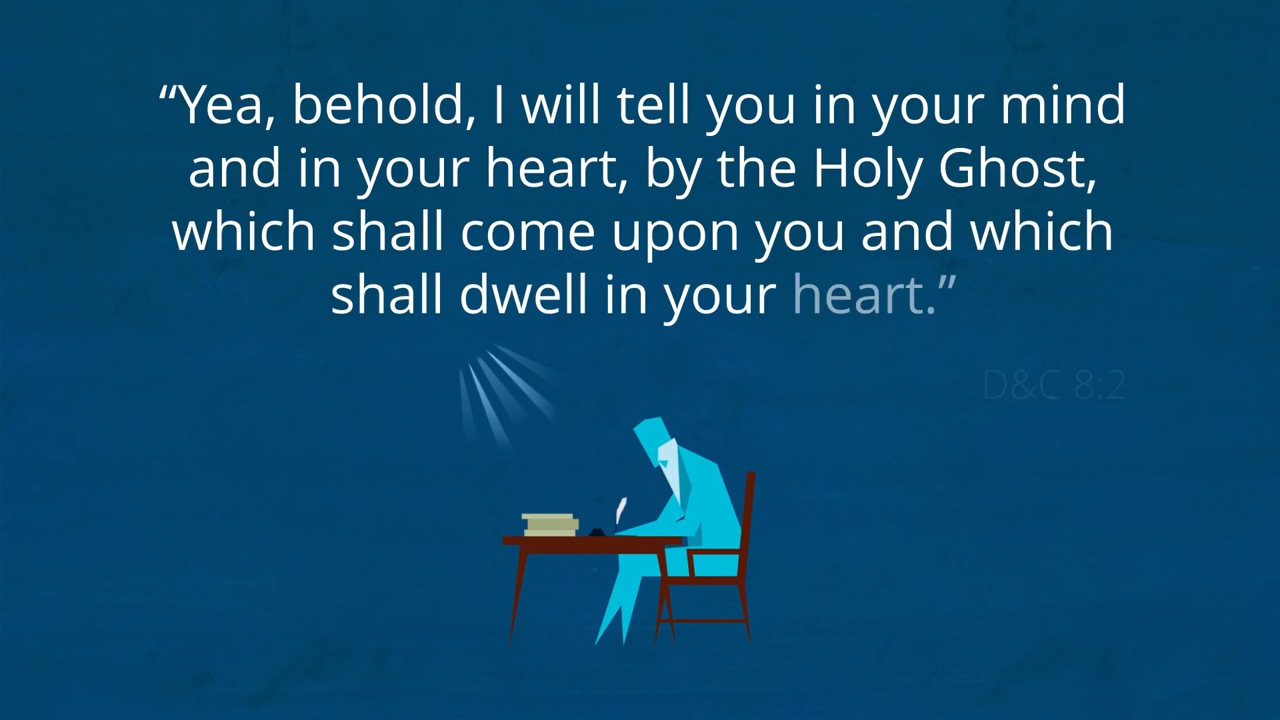 “Yea, behold, I will tell you in your mind
and in your heart, by the Holy Ghost,
which shall come upon you and which
shall dwell in your heart.”
D&C 8:2